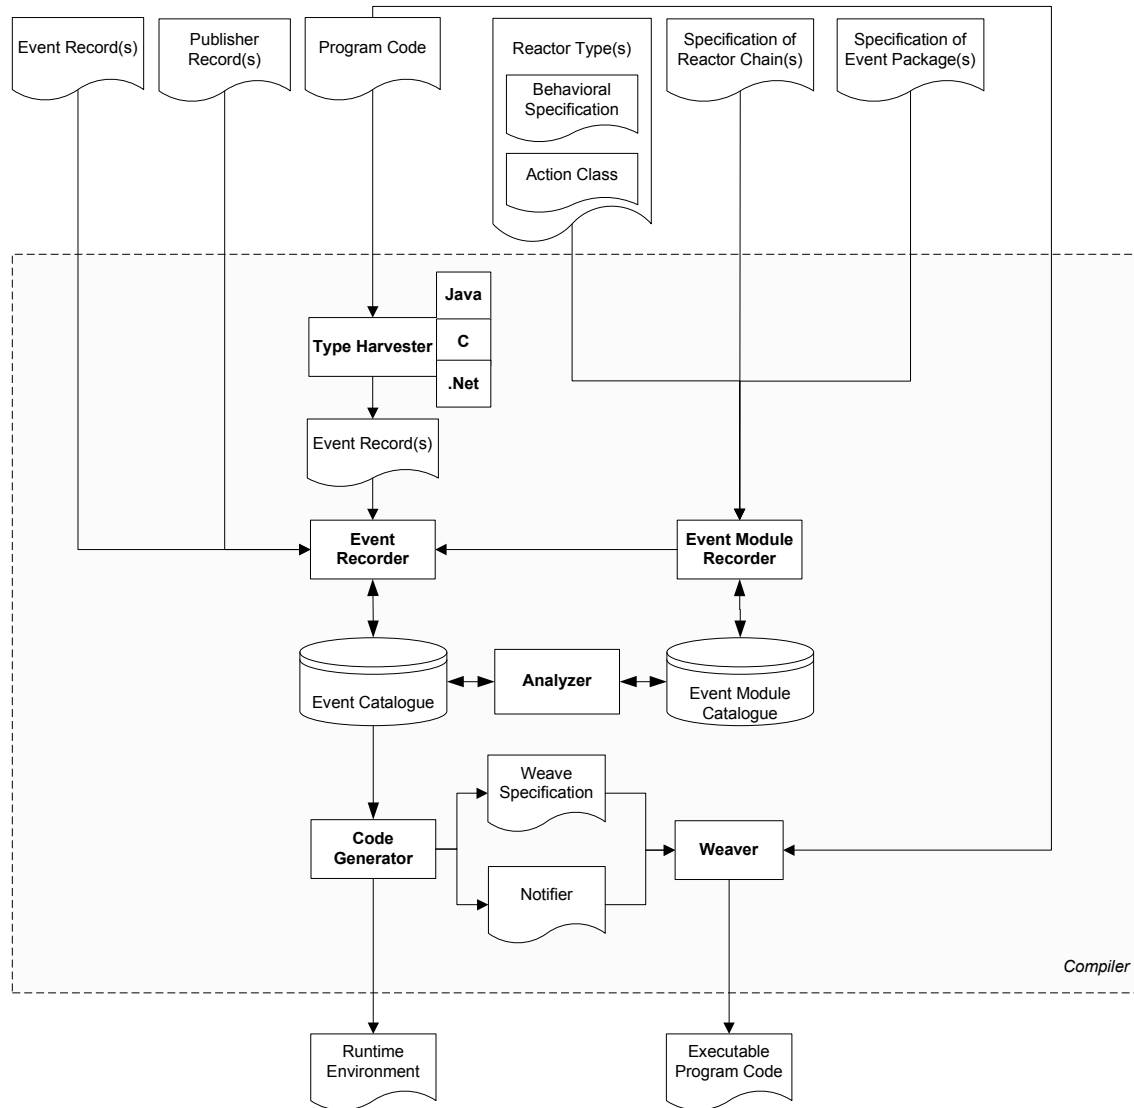 Event Record(s)
Publisher
Record(s)
Program Code
Reactor Type(s)
Behavioral
Specification
Action Class
Specification of
Reactor Chain(s)
Specification of
Event Package(s)
Java
Type Harvester
C
.Net
Event Record(s)
Event
Recorder
Event Module
Recorder
Event Catalogue
Analyzer
Event Module
Catalogue
Weave
Specification
Code
Generator
Weaver
Notifier
Compiler
Runtime
Environment
Executable
Program Code